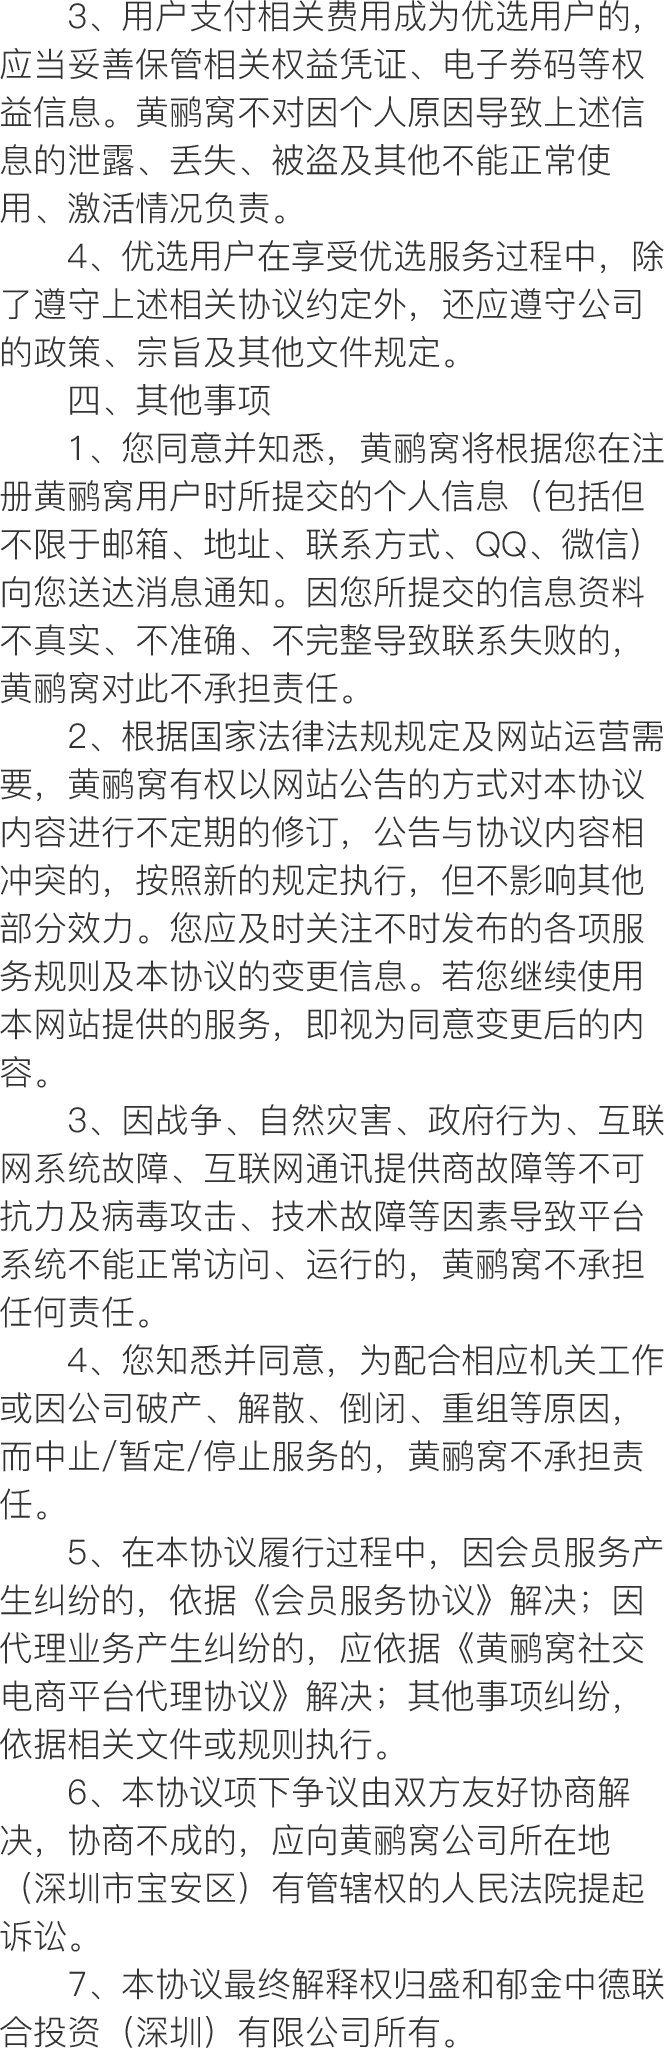 3、用户支付相关费用成为优选用户的，
应当妥善保管相关权益凭证、电子券码等权
益信息。黄鹂窝不对因个人原因导致上述信
息的泄露、丢失、被盗及其他不能正常使
用、激活情况负责。
4、优选用户在享受优选服务过程中，除
了遵守上述相关协议约定外，还应遵守公司
的政策、宗旨及其他文件规定。
四、其他事项
1、您同意并知悉，黄鹂窝将根据您在注
册黄鹂窝用户时所提交的个人信息（包括但
不限于邮箱、地址、联系方式、QQ、微信）
向您送达消息通知。因您所提交的信息资料
不真实、不准确、不完整导致联系失败的，
黄鹂窝对此不承担责任。
2、根据国家法律法规规定及网站运营需
要，黄鹂窝有权以网站公告的方式对本协议
内容进行不定期的修订，公告与协议内容相
冲突的，按照新的规定执行，但不影响其他
部分效力。您应及时关注不时发布的各项服
务规则及本协议的变更信息。若您继续使用
本网站提供的服务，即视为同意变更后的内
容。
3、因战争、自然灾害、政府行为、互联
网系统故障、互联网通讯提供商故障等不可
抗力及病毒攻击、技术故障等因素导致平台
系统不能正常访问、运行的，黄鹂窝不承担
任何责任。
4、您知悉并同意，为配合相应机关工作
或因公司破产、解散、倒闭、重组等原因，
而中止/暂定/停止服务的，黄鹂窝不承担责
任。
5、在本协议履行过程中，因会员服务产
生纠纷的，依据《会员服务协议》解决；因
代理业务产生纠纷的，应依据《黄鹂窝社交
电商平台代理协议》解决；其他事项纠纷，
依据相关文件或规则执行。
6、本协议项下争议由双方友好协商解
决，协商不成的，应向黄鹂窝公司所在地
（深圳市宝安区）有管辖权的人民法院提起
诉讼。
7、本协议最终解释权归盛和郁金中德联
合投资（深圳）有限公司所有。